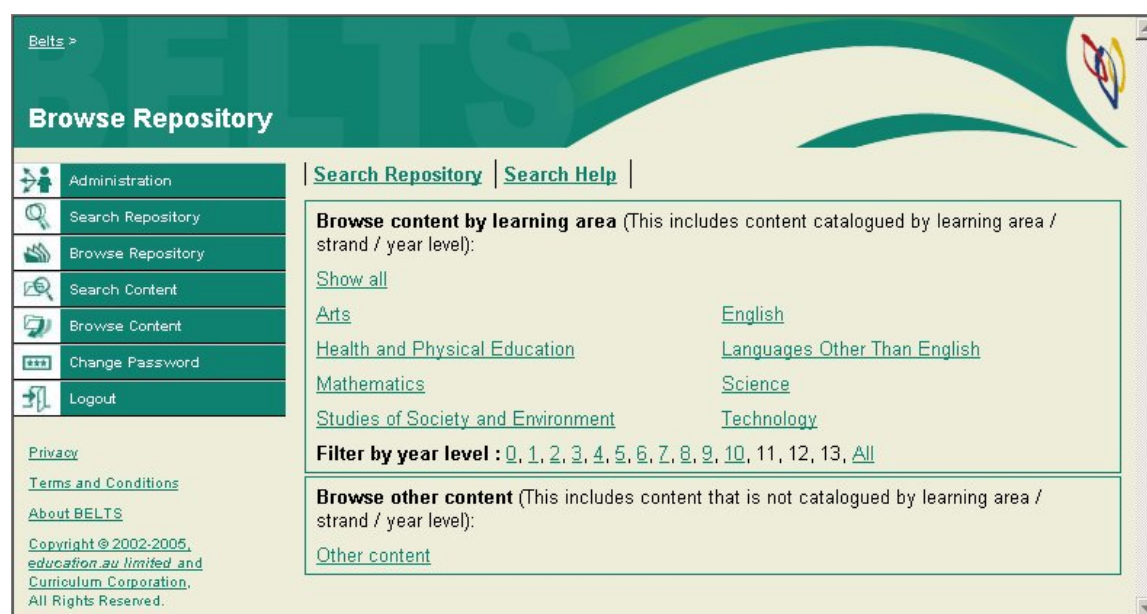 BELTS
Belts >
Browse Repository
Administration
Search Repository
Browse Repository
Search Content
Browse Content
Change Password
Logout
Privacy
Terms and Conditions
About BELTS
Copyright © 2002-2005,
education.au limited and
Curriculum Corporation,
All Rights Reserved.
Search Repository | Search Help |
Browse content by learning area (This includes content catalogued by learning area /
strand / year level):
Show all
Arts English
Health and Physical Education Languages Other Than English
Mathematics Science
Studies of Society and Environment Technology
Filter by year level : 0, 1, 2, 3, 4, 5, 6, 7, 8, 9, 10, 11, 12, 13, All
Browse other content (This includes content that is not catalogued by learning area /
strand / year level):
Other content